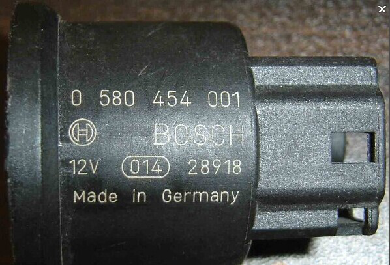 0 580 454 001
BOSCH
12V 014 28918
Made in Germany